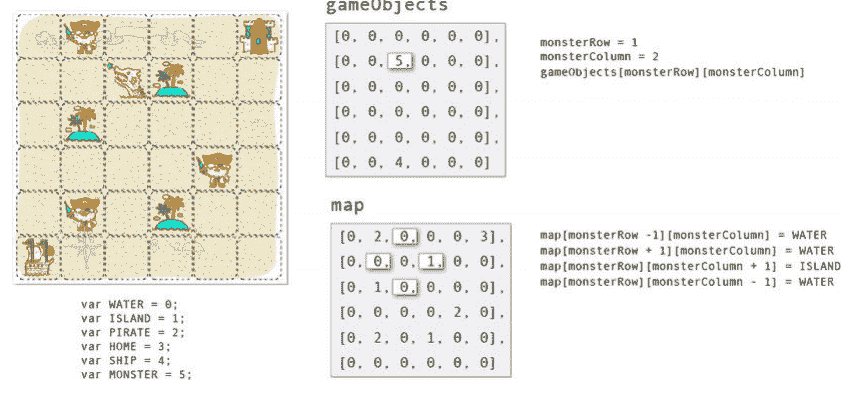 gameObjects
[0, 0, 0, 0, 0, 0],
[0, 0, 5, 0, 0, 0],
[0, 0, 0, 0, 0, 0],
[0, 0, 0, 0, 0, 0],
[0, 0, 0, 0, 0, 0],
[0, 0, 4, 0, 0, 0]
monsterRow = 1
monsterColumn = 2
gameObjects[monsterRow][monsterColumn]
map
[0, 2, 0, 0, 0, 3],
[0, 0, 0, 1, 0, 0],
[0, 1, 0, 0, 0, 0],
[0, 0, 0, 0, 2, 0],
[0, 2, 0, 1, 0, 0],
[0, 0, 0, 0, 0, 0]
map[monsterRow -1][monsterColumn] = WATER
map[monsterRow + 1][monsterColumn] = WATER
map[monsterRow][monsterColumn + 1] = ISLAND
map[monsterRow][monsterColumn - 1] = WATER
var WATER = 0;
var ISLAND = 1;
var PIRATE = 2;
var HOME = 3;
var SHIP = 4;
var MONSTER = 5;